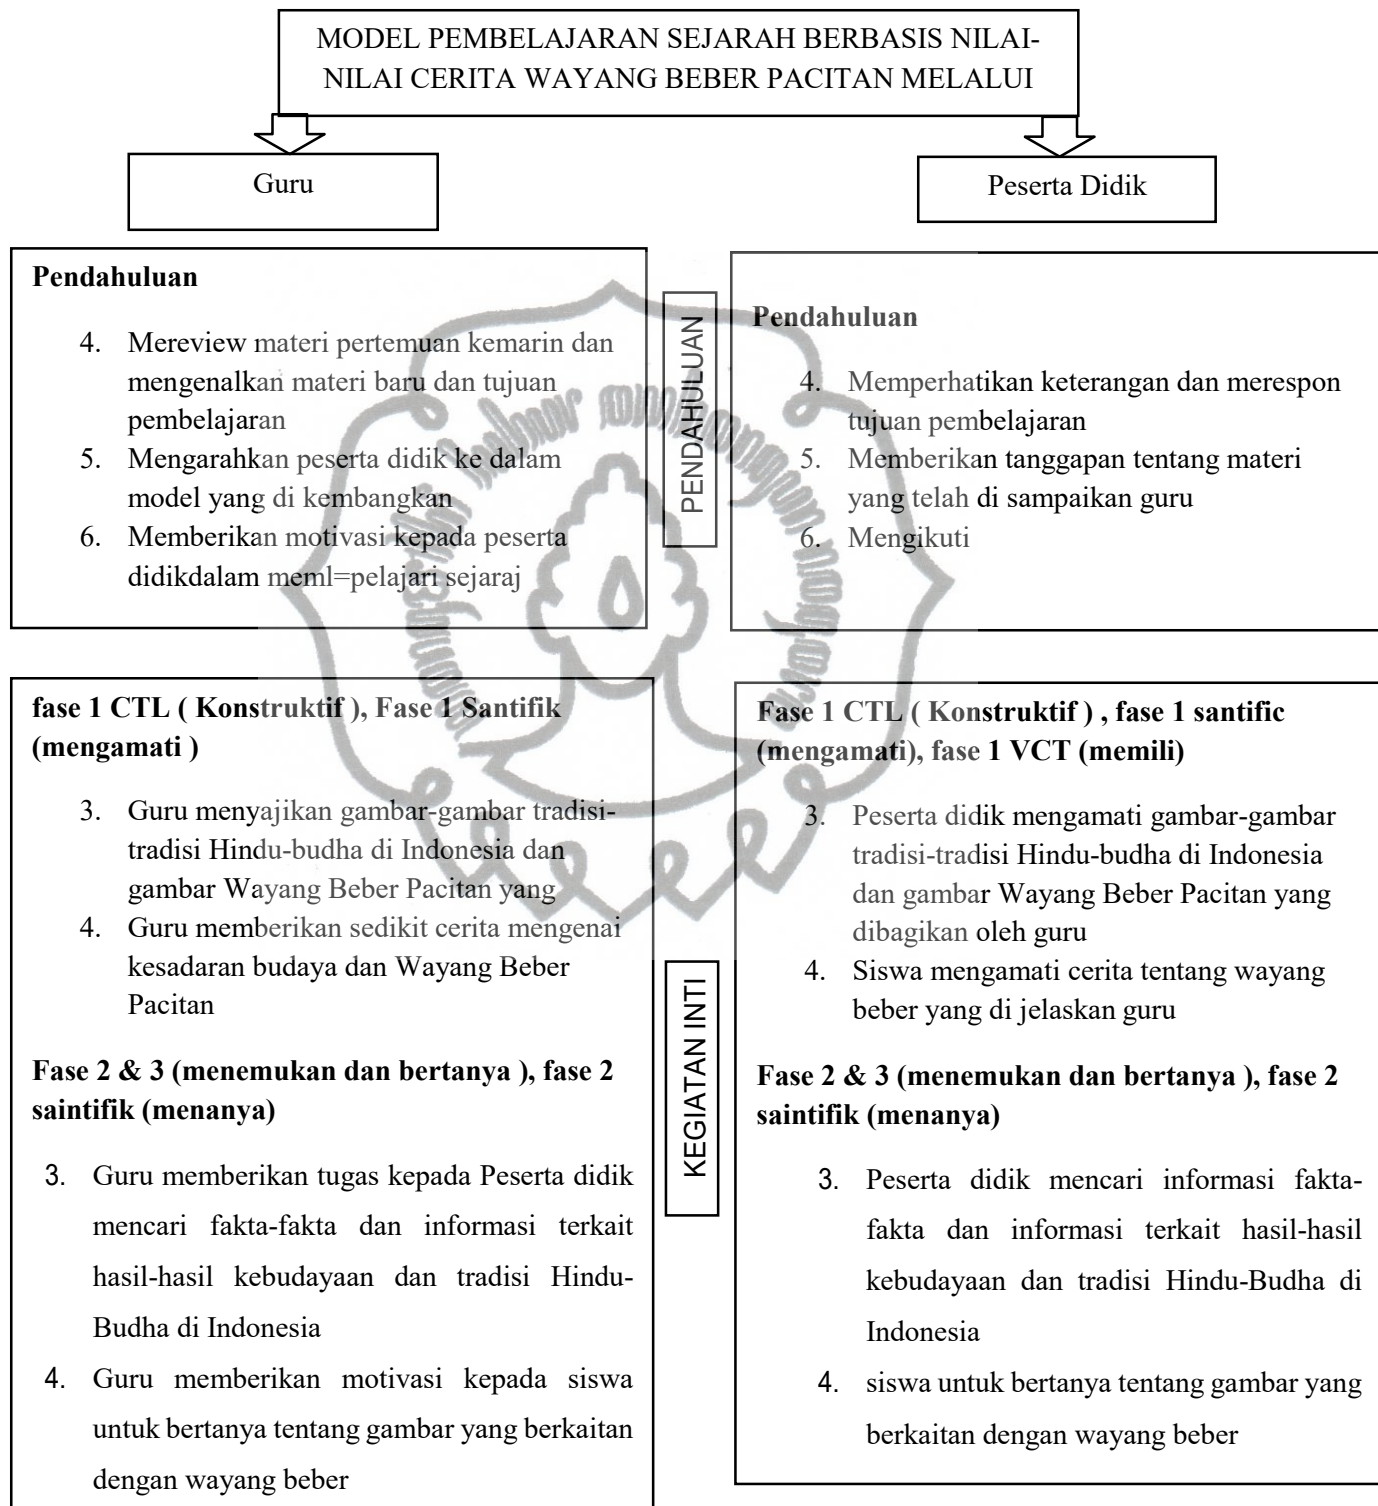 MODEL PEMBELAJARAN SEJARAH BERBASIS NILAI-
NILAI CERITA WAYANG BEBER PACITAN MELALUI
Guru
Peserta Didik
Pendahuluan
4. Mereview materi pertemuan kemarin dan
mengenalkan materi baru dan tujuan
pembelajaran
5. Mengarahkan peserta didik ke dalam
model yang di kembangkan
6. Memberikan motivasi kepada peserta
didikdalam meml=pelajari sejaraj
PENDAHULUAN
Pendahuluan
4. Memperhatikan keterangan dan merespon
tujuan pembelajaran
5. Memberikan tanggapan tentang materi
yang telah di sampaikan guru
6. Mengikuti
fase 1 CTL ( Konstruktif ), Fase 1 Santifik
(mengamati )
3. Guru menyajikan gambar-gambar tradisi-
tradisi Hindu-budha di Indonesia dan
gambar Wayang Beber Pacitan yang
4. Guru memberikan sedikit cerita mengenai
kesadaran budaya dan Wayang Beber
Pacitan
Fase 2 & 3 (menemukan dan bertanya ), fase 2
saintifik (menanya)
3. Guru memberikan tugas kepada Peserta didik
mencari fakta-fakta dan informasi terkait
hasil-hasil kebudayaan dan tradisi Hindu-
Budha di Indonesia
4. Guru memberikan motivasi kepada siswa
untuk bertanya tentang gambar yang berkaitan
dengan wayang beber
KEGIATAN INTI
Fase 1 CTL ( Konstruktif ) , fase 1 santific
(mengamati), fase 1 VCT (memili)
3. Peserta didik mengamati gambar-gambar
tradisi-tradisi Hindu-budha di Indonesia
dan gambar Wayang Beber Pacitan yang
dibagikan oleh guru
4. Siswa mengamati cerita tentang wayang
beber yang di jelaskan guru
Fase 2 & 3 (menemukan dan bertanya ), fase 2
saintifik (menanya)
3. Peserta didik mencari informasi fakta-
fakta dan informasi terkait hasil-hasil
kebudayaan dan tradisi Hindu-Budha di
Indonesia
4. siswa untuk bertanya tentang gambar yang
berkaitan dengan wayang beber